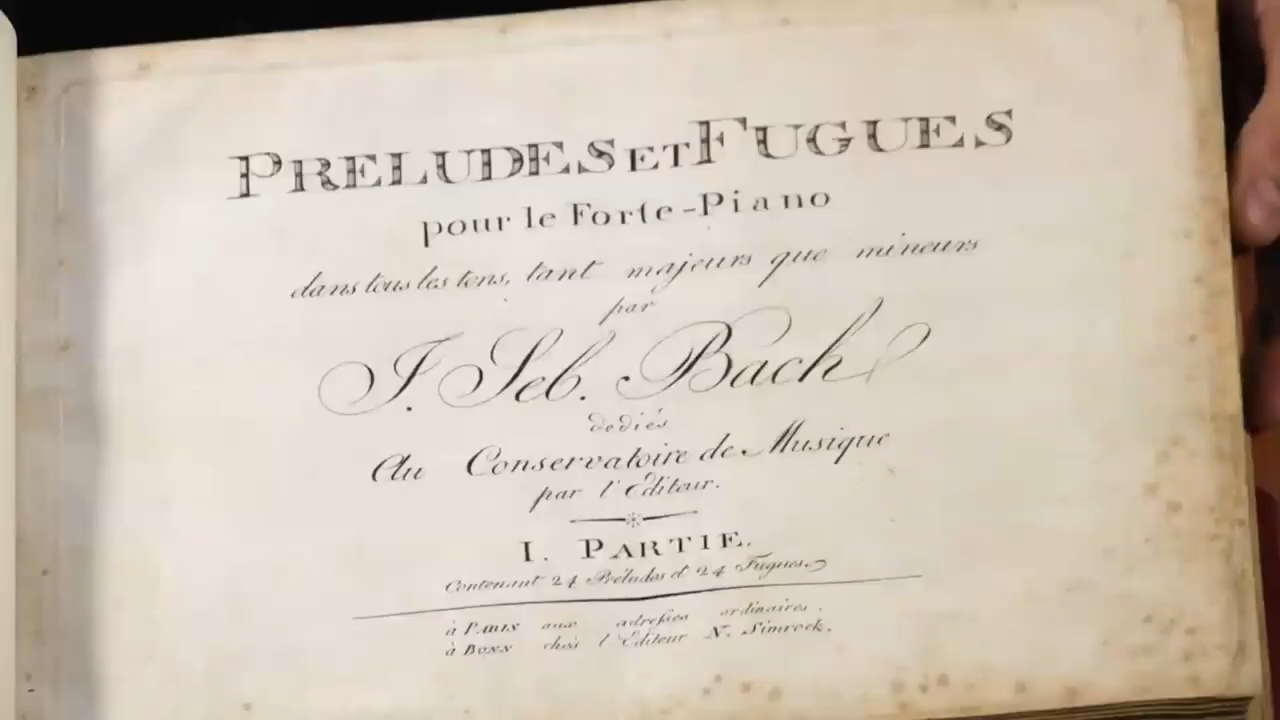 PRELUDES ET FUGUES
pour le Forte-Piano
dans tous les tons, tant majeurs que mineurs
par
J. Seb. Bach
dediés
Au Conservatoire de Musique
par l'Editeur.
I. PARTIE.
Contenant 24 Préludes et 24 Fugues
à PARIS aux adresses ordinaires.
à BONN chés l'Editeur N. Simrock.